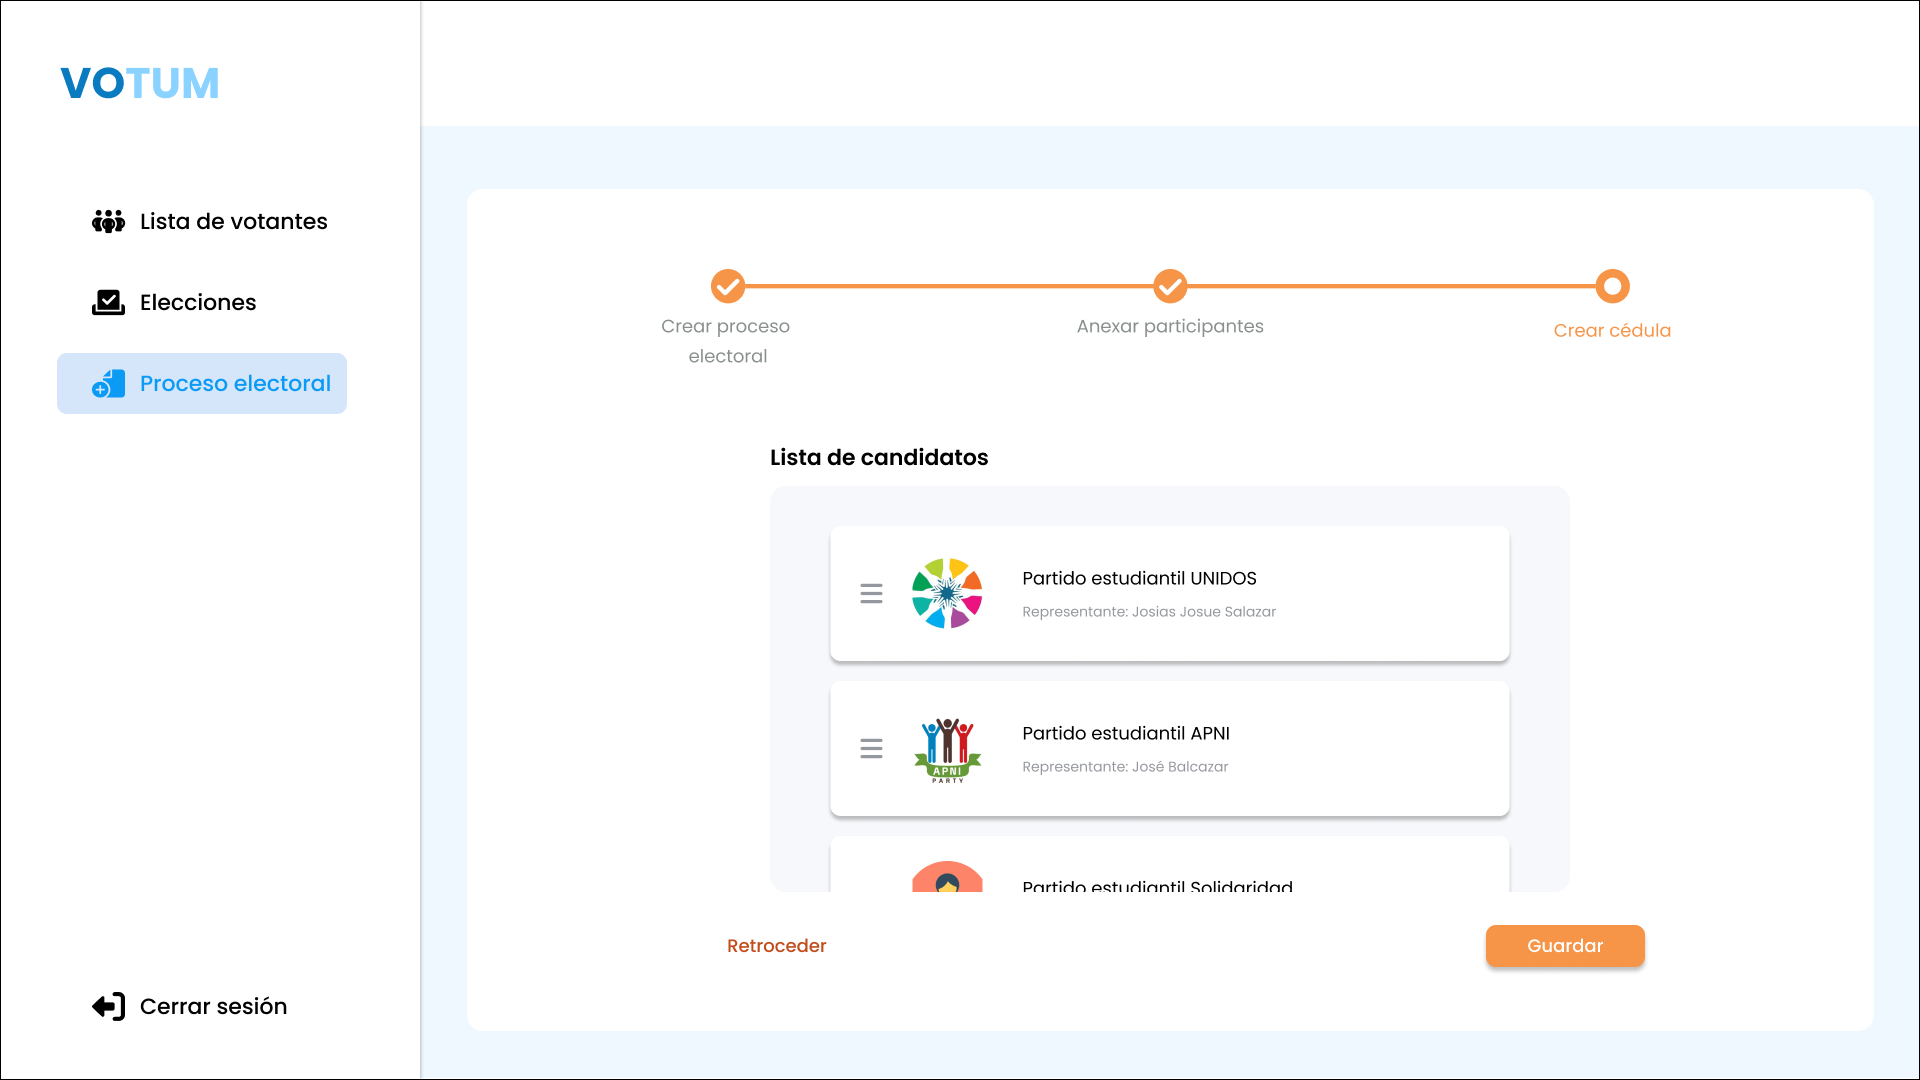 VOTUM
Lista de votantes
Elecciones
Proceso electoral
Cerrar sesión
Crear proceso
electoral
Anexar participantes
Crear cédula
Lista de candidatos
Partido estudiantil UNIDOS
Representante: Josias Josue Salazar
APNI
PARTY
Partido estudiantil APNI
Representante: José Balcazar
Partido estudiantil Solidaridad
Retroceder
Guardar